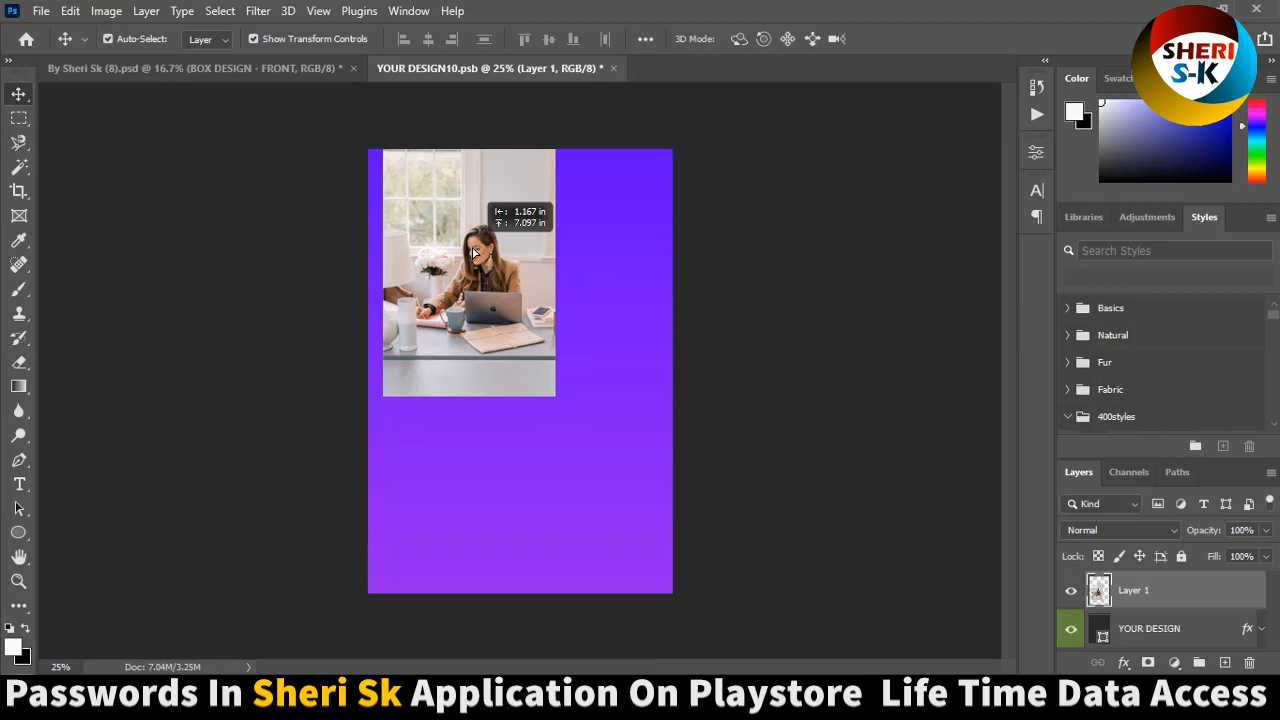 Ps File Edit Image Layer Type Select Filter 3D View Plugins Window Help
Auto-Select: Layer Show Transform Controls 3D Mode:
By Sheri Sk (8).psd @ 16.7% (BOX DESIGN - FRONT, RGB/8) *
YOUR DESIGN10.psb @ 25% (Layer 1, RGB/8) *
SHERI
S-K
Color
1.167 in
7.097 in
Libraries Adjustments Styles
Search Styles
Basics
Natural
Fur
Fabric
400styles
Layers Channels Paths
Kind
Normal Opacity: 100%
Lock: Fill: 100%
Layer 1
YOUR DESIGN fx
25% Doc: 7.04M/3.25M
fx
Passwords In Sheri Sk Application On Playstore Life Time Data Access